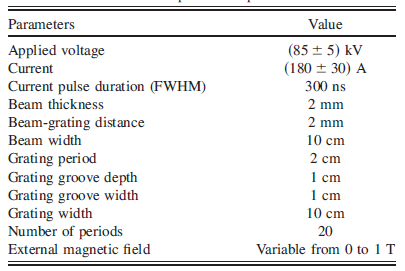 Parameters Value
Applied voltage (85 ± 5) kV
Current (180 ± 30) A
Current pulse duration (FWHM) 300 ns
Beam thickness 2 mm
Beam-grating distance 2 mm
Beam width 10 cm
Grating period 2 cm
Grating groove depth 1 cm
Grating groove width 1 cm
Grating width 10 cm
Number of periods 20
External magnetic field Variable from 0 to 1 T